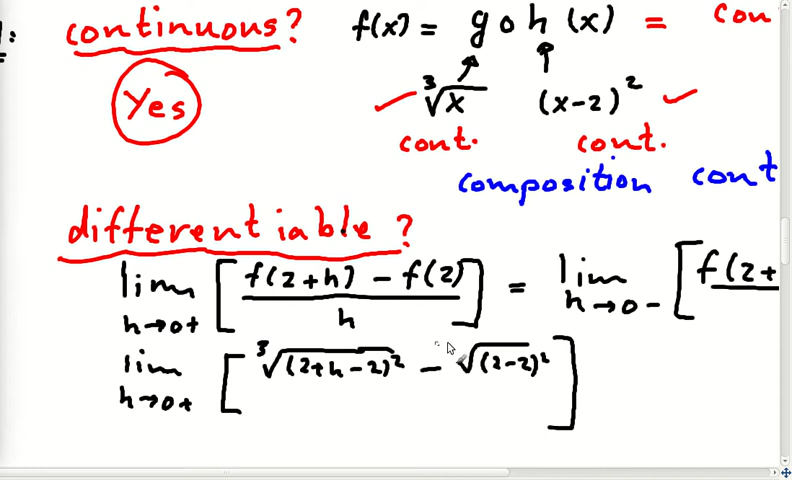 continuous? f(x) = g o h (x) = con
Yes ∛x (x-2)²
cont. cont.
composition cont
differentiable?
lim h→0+ [ f(2+h) - f(2) / h ] = lim h→0- [ f(2+
lim h→0+ [ ∛(2+h-2)² - √(2-2)² ]